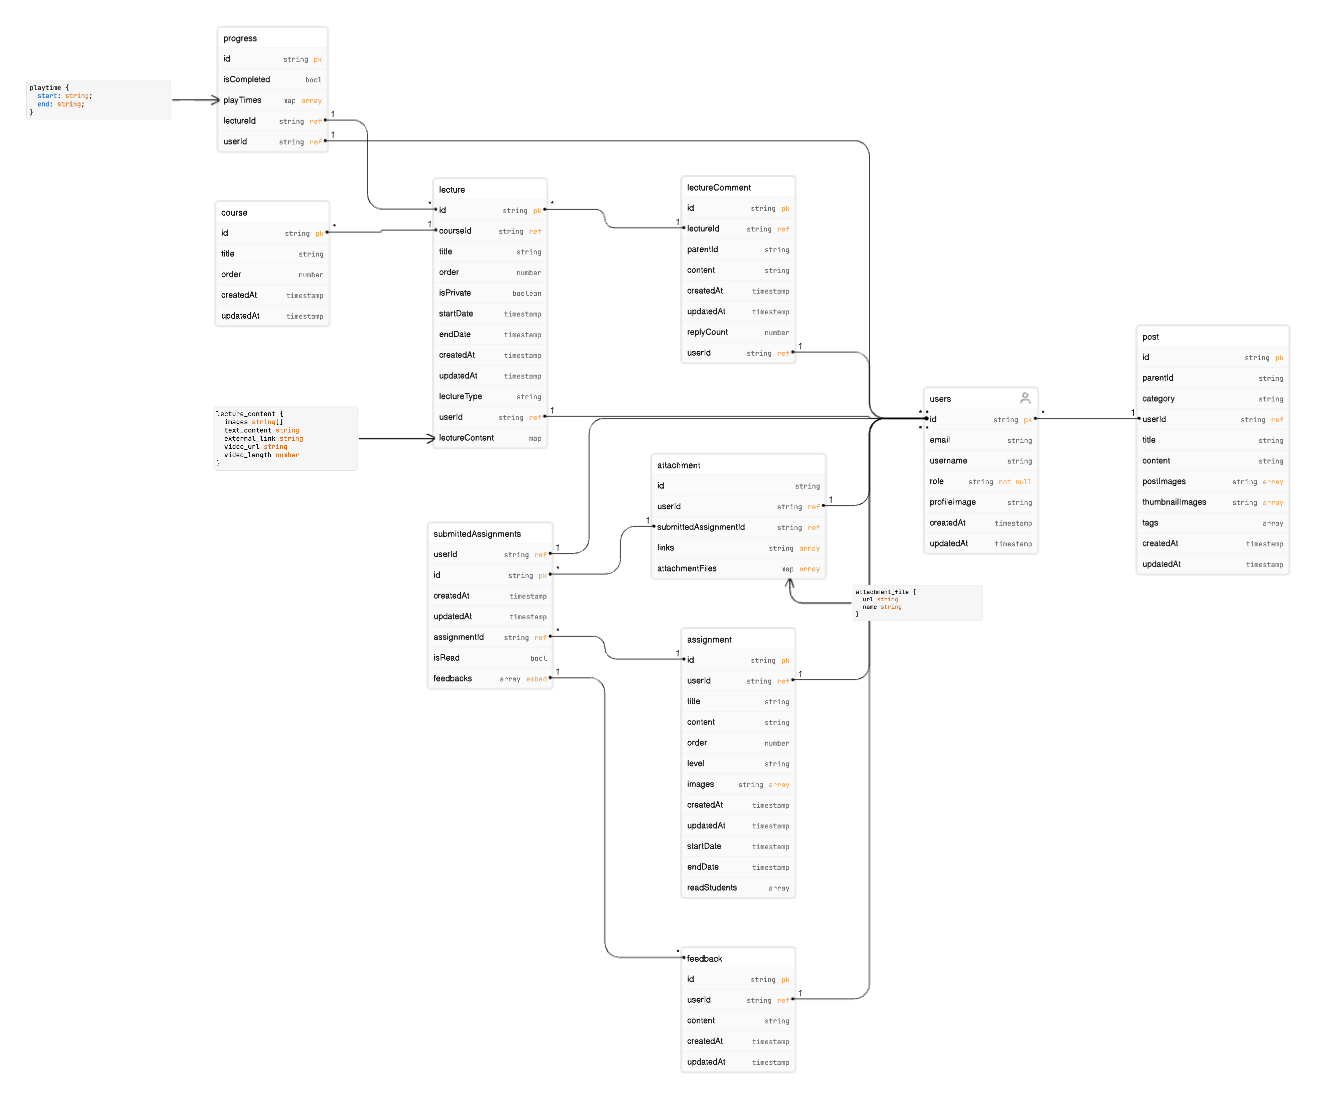 progress
id string pk
isCompleted bool
playTimes map array
lectureId string ref
userId string ref
playtime {
start: string;
end: string;
}
1
1
course
id string pk
title string
order number
createdAt timestamp
updatedAt timestamp
*
1
*
lecture
id string pk
courseId string ref
title string
order number
isPrivate boolean
startDate timestamp
endDate timestamp
createdAt timestamp
updatedAt timestamp
lectureType string
userId string ref
lectureContent map
*
1
lecture_content {
images string[]
text_content string
external_link string
video_url string
video_length number
}
lectureComment
id string pk
lectureId string ref
parentId string
content string
createdAt timestamp
updatedAt timestamp
replyCount number
userId string ref
1
1
users
id string pk
email string
username string
role string not null
profileImage string
createdAt timestamp
updatedAt timestamp
* *
* *
*
1
post
id string pk
parentId string
category string
userId string ref
title string
content string
postImages string array
thumbnailImages string array
tags array
createdAt timestamp
updatedAt timestamp
attachment
id string
userId string ref
submittedAssignmentId string ref
links string array
attachmentFiles map array
1
1
attachment_file {
url string
name string
}
submittedAssignments
userId string ref
id string pk
createdAt timestamp
updatedAt timestamp
assignmentId string ref
isRead bool
feedbacks array embed
1
*
*
1
1
assignment
id string pk
userId string ref
title string
content string
order number
level string
images string array
createdAt timestamp
updatedAt timestamp
startDate timestamp
endDate timestamp
readStudents array
1
*
feedback
id string pk
userId string ref
content string
createdAt timestamp
updatedAt timestamp
1